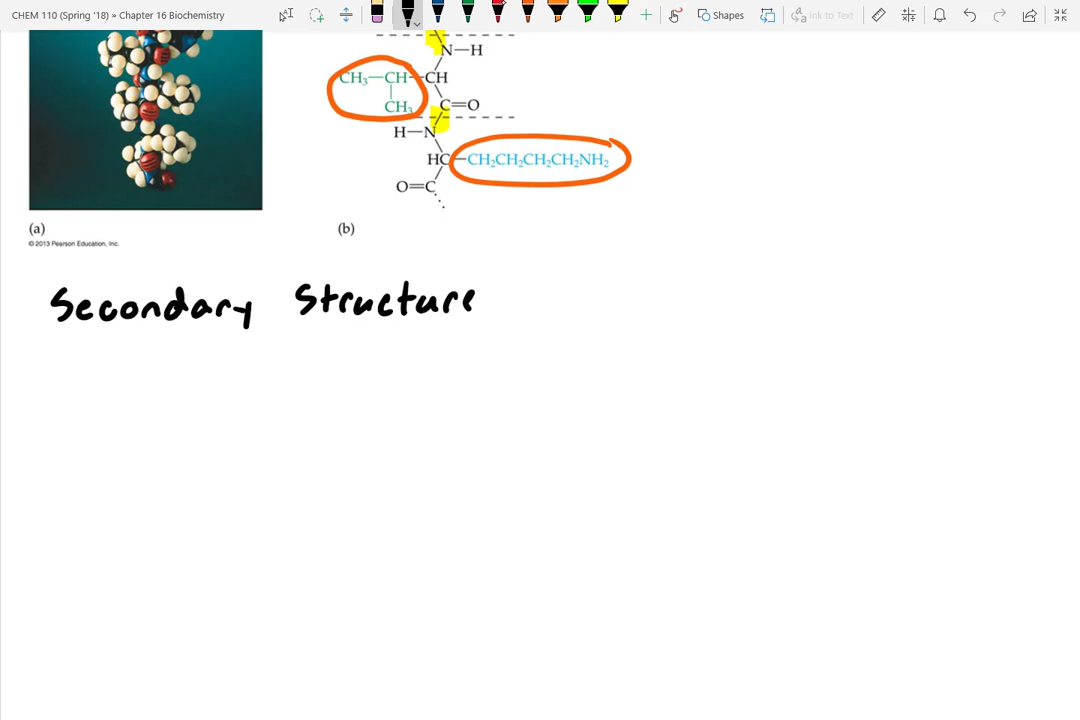 CHEM 110 (Spring '18) » Chapter 16 Biochemistry
Shapes
Ink to Text
N—H
CH₃—CH—CH
CH₃ C=O
H—N
HC—CH₂CH₂CH₂CH₂NH₂
O=C
(a) (b)
© 2013 Pearson Education, Inc.
Secondary Structure